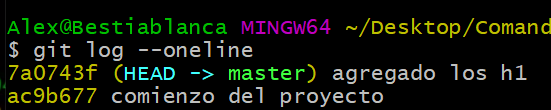 Alex@Bestiablanca MINGW64 ~/Desktop/Comand
$ git log --oneline
7a0743f (HEAD -> master) agregado los h1
ac9b677 comienzo del proyecto